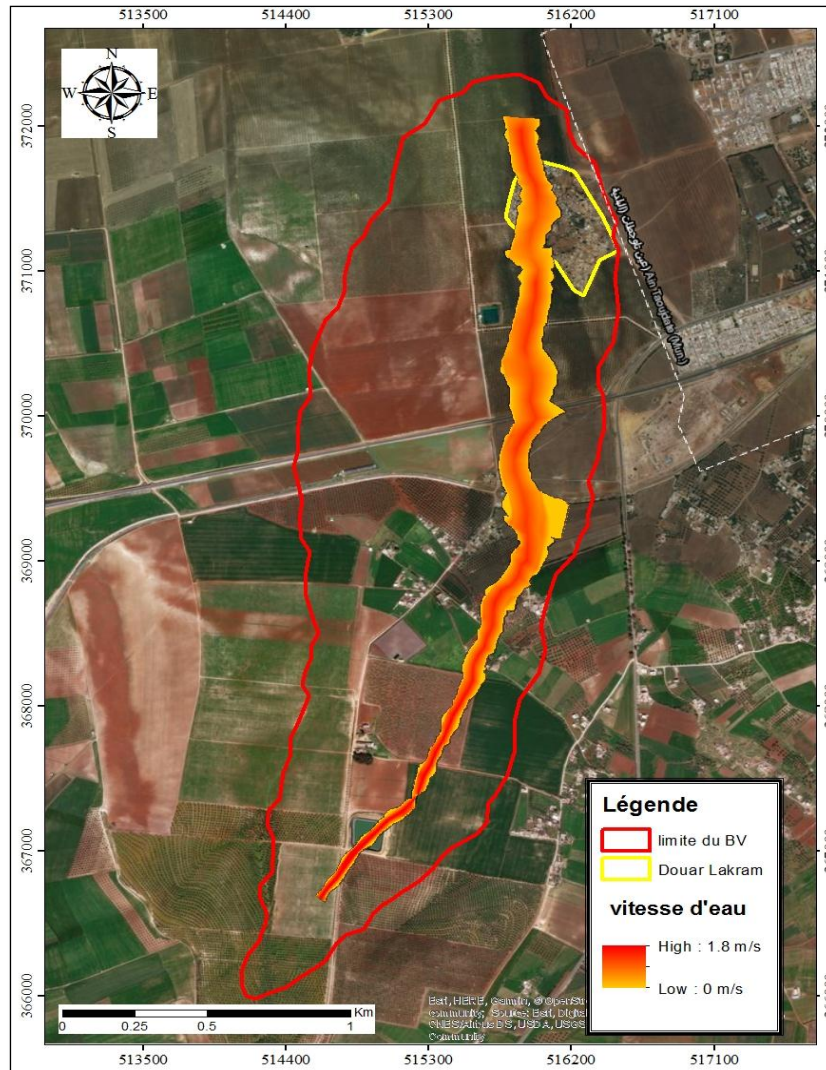 513500 514400 515300 516200 517100
N
W E
S
372000
371000
370000
369000
368000
367000
366000
Ain Taoujdate (Mun.)
Légende
limite du BV
Douar Lakram
vitesse d'eau
High : 1.8 m/s
Low : 0 m/s
Km
0 0.25 0.5 1
Community
513500 514400 515300 516200 517100